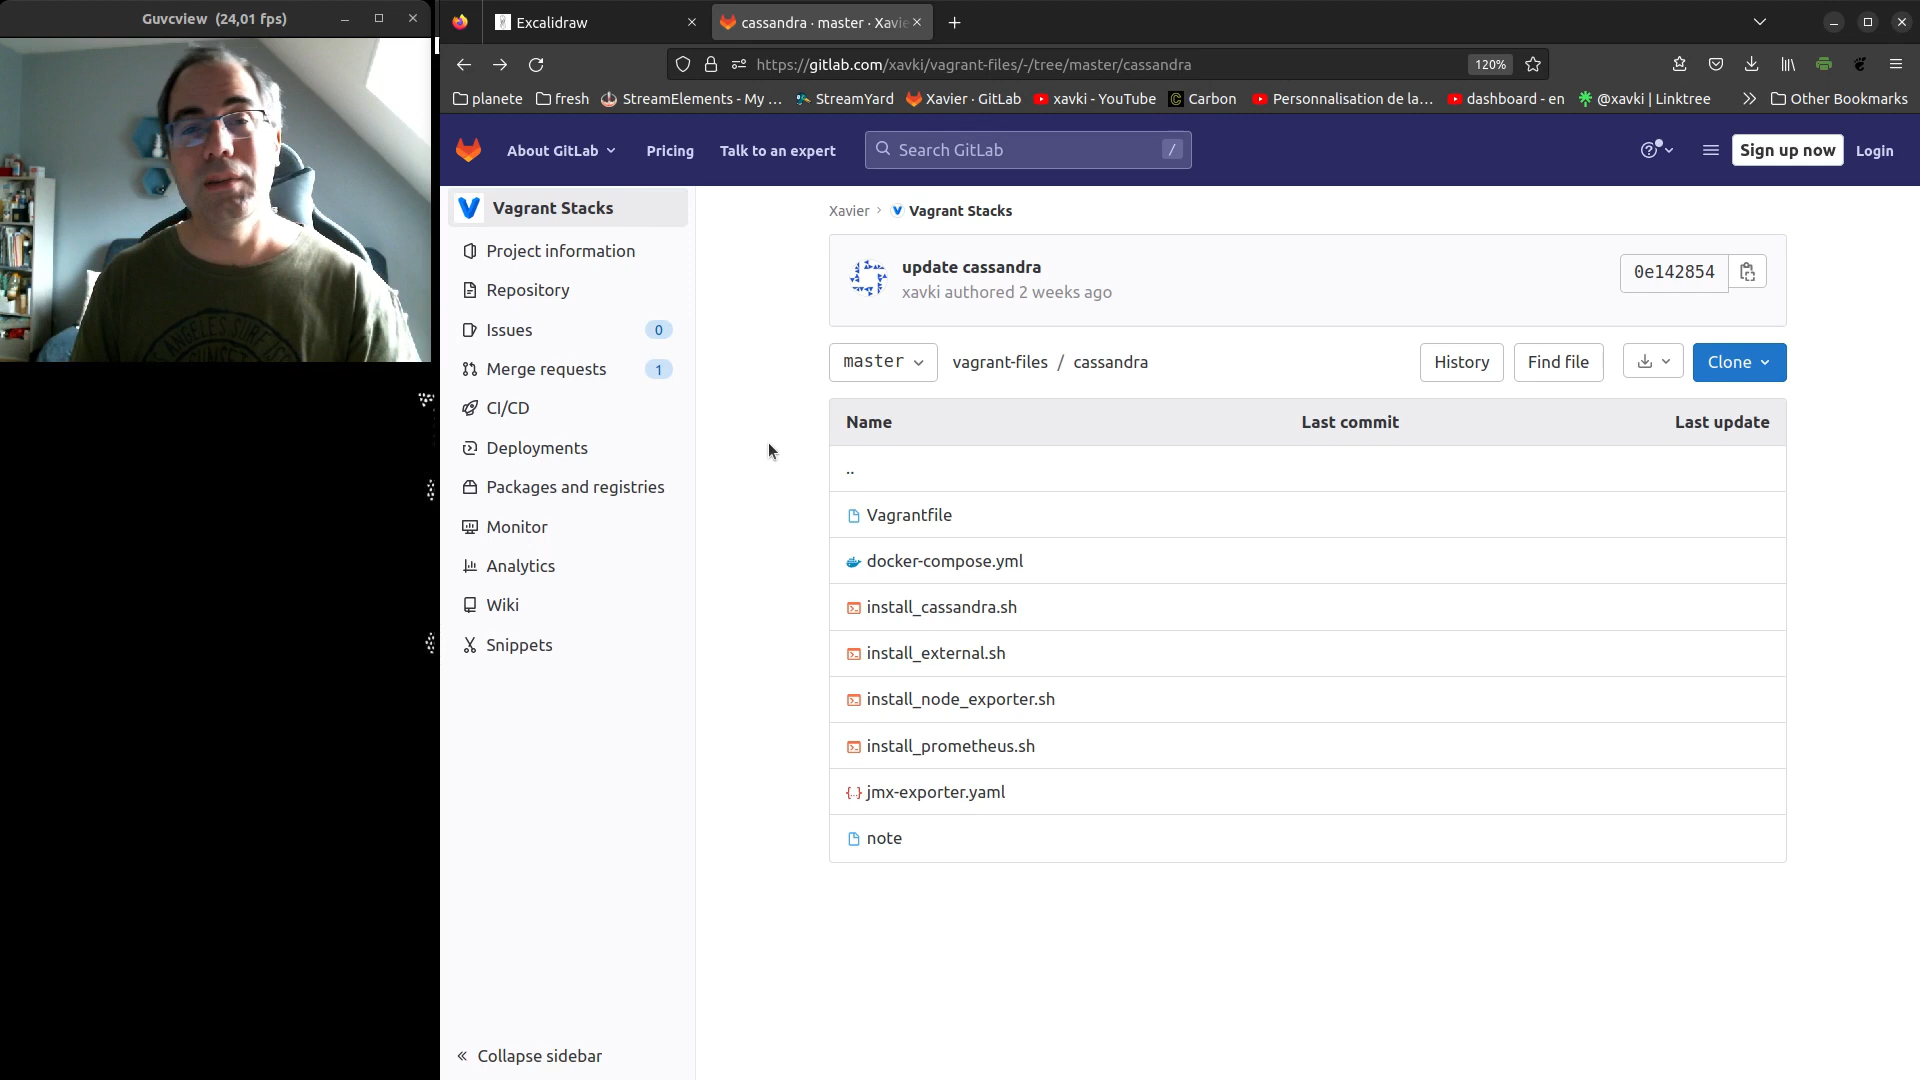 Guvcview (24,01 fps)
Excalidraw
cassandra · master · Xavie
https://gitlab.com/xavki/vagrant-files/-/tree/master/cassandra
120%
planete
fresh
StreamElements - My ...
StreamYard
Xavier · GitLab
xavki - YouTube
Carbon
Personnalisation de la...
dashboard - en
@xavki | Linktree
Other Bookmarks
About GitLab
Pricing
Talk to an expert
Search GitLab
/
Sign up now
Login
Vagrant Stacks
Project information
Repository
Issues 0
Merge requests 1
CI/CD
Deployments
Packages and registries
Monitor
Analytics
Wiki
Snippets
Collapse sidebar
Xavier > Vagrant Stacks
update cassandra
xavki authored 2 weeks ago
0e142854
master
vagrant-files / cassandra
History
Find file
Clone
Name Last commit Last update
..
Vagrantfile
docker-compose.yml
install_cassandra.sh
install_external.sh
install_node_exporter.sh
install_prometheus.sh
jmx-exporter.yaml
note